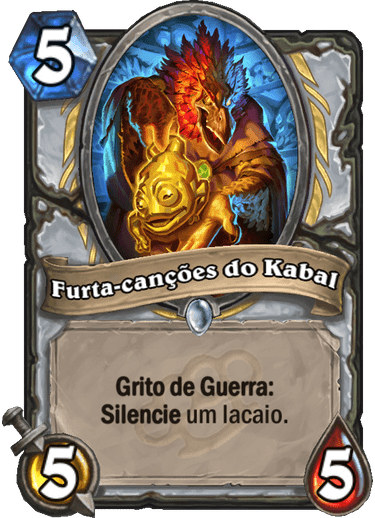 5
Furta-canções do Kabal
Grito de Guerra:
Silencie um lacaio.
5
5